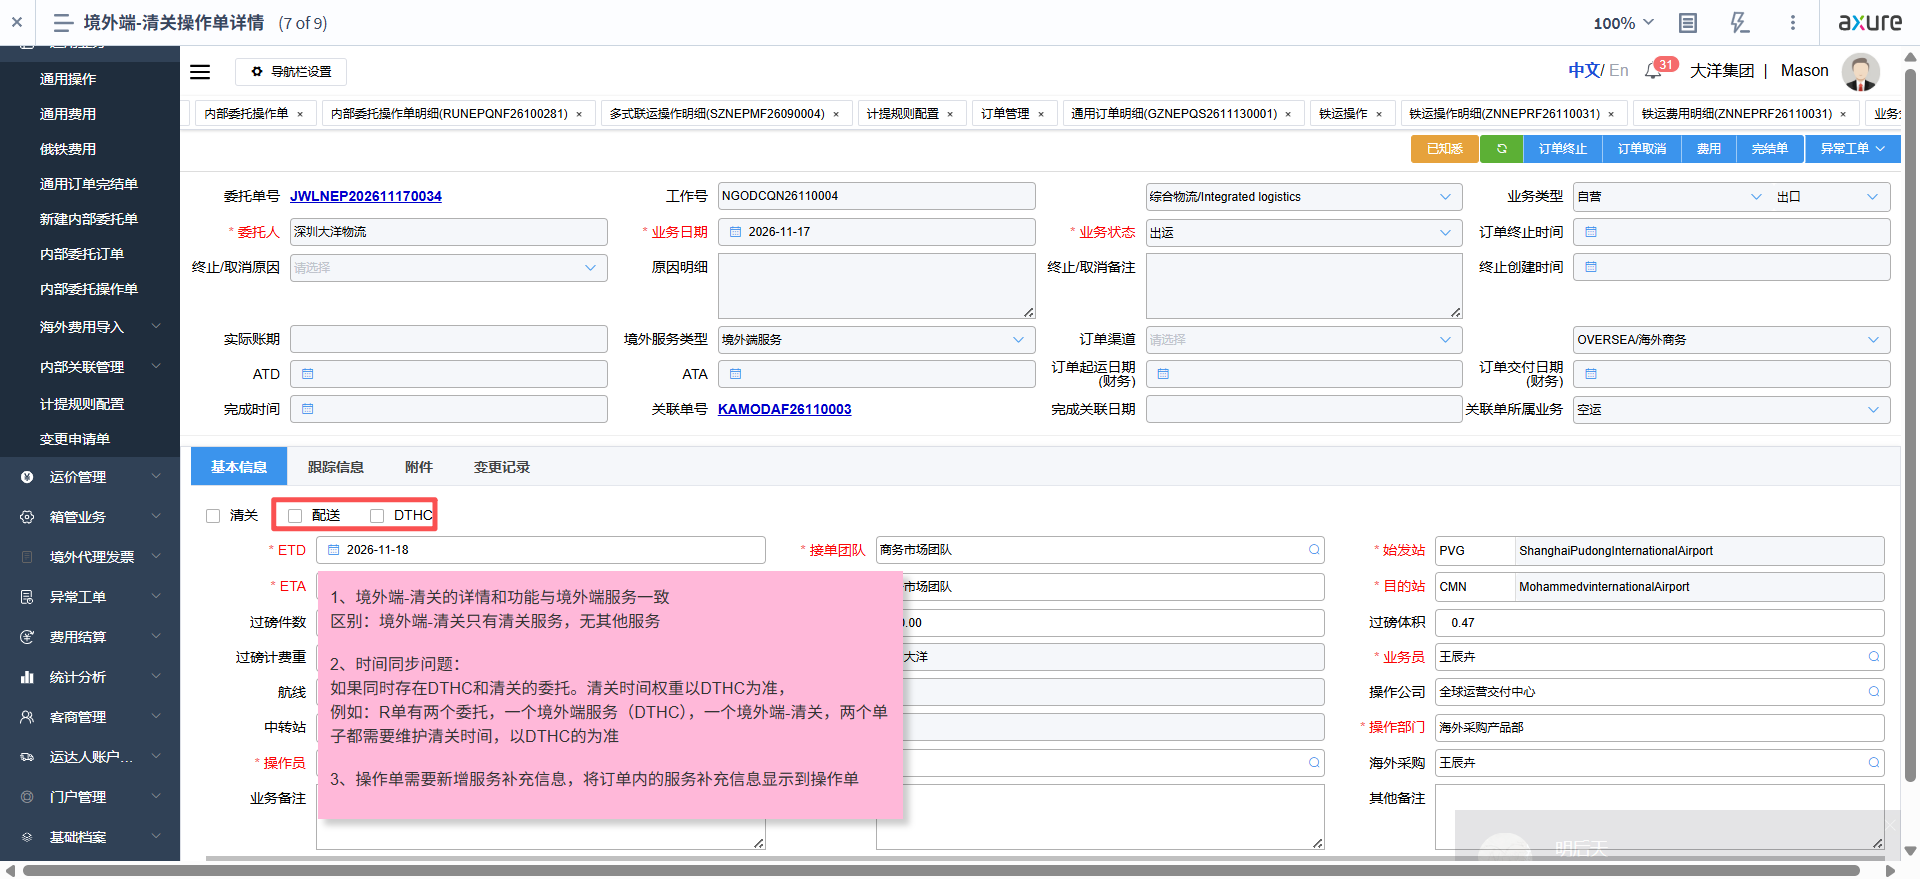 境外端-清关操作单详情 (7 of 9)
100%
axure
通用操作
通用费用
俄铁费用
通用订单完结单
新建内部委托单
内部委托订单
内部委托操作单
海外费用导入
内部关联管理
计提规则配置
变更申请单
运价管理
箱管业务
境外代理发票
异常工单
费用结算
统计分析
客商管理
运达人账户...
门户管理
基础档案
导航栏设置
中文/ En 31 大洋集团 | Mason
内部委托操作单 × 内部委托操作单明细(RUNEPQNF26100281) × 多式联运操作明细(SZNEPMF26090004) × 计提规则配置 × 订单管理 × 通用订单明细(GZNEPQS2611130001) × 铁运操作 × 铁运操作明细(ZNNEPRF26110031) × 铁运费用明细(ZNNEPRF26110031) ×
已知悉 订单终止 订单取消 费用 完结单 异常工单
委托单号 JWLNEP202611170034 工作号 NGODCQN26110004 综合物流/Integrated logistics 业务类型 自营 出口
* 委托人 深圳大洋物流 * 业务日期 2026-11-17 * 业务状态 出运 订单终止时间
终止/取消原因 请选择 原因明细 终止/取消备注 终止创建时间
实际账期 境外服务类型 境外端服务 订单渠道 请选择 OVERSEA/海外商务
ATD ATA 订单起运日期(财务) 订单交付日期(财务)
完成时间 关联单号 KAMODAF26110003 完成关联日期 关联单所属业务 空运
基本信息 跟踪信息 附件 变更记录
清关 配送 DTHC
* ETD 2026-11-18 * 接单团队 商务市场团队 * 始发站 PVG ShanghaiPudongInternationalAirport
* ETA 市场团队 * 目的站 CMN MohammedvinternationalAirport
过磅件数 0.00 过磅体积 0.47
过磅计费重 大洋 * 业务员 王辰卉
航线 操作公司 全球运营交付中心
中转站 * 操作部门 海外采购产品部
* 操作员 海外采购 王辰卉
业务备注 其他备注
1、境外端-清关的详情和功能与境外端服务一致
区别：境外端-清关只有清关服务，无其他服务
2、时间同步问题：
如果同时存在DTHC和清关的委托。清关时间权重以DTHC为准，
例如：R单有两个委托，一个境外端服务（DTHC），一个境外端-清关，两个单
子都需要维护清关时间，以DTHC的为准
3、操作单需要新增服务补充信息，将订单内的服务补充信息显示到操作单
明后天